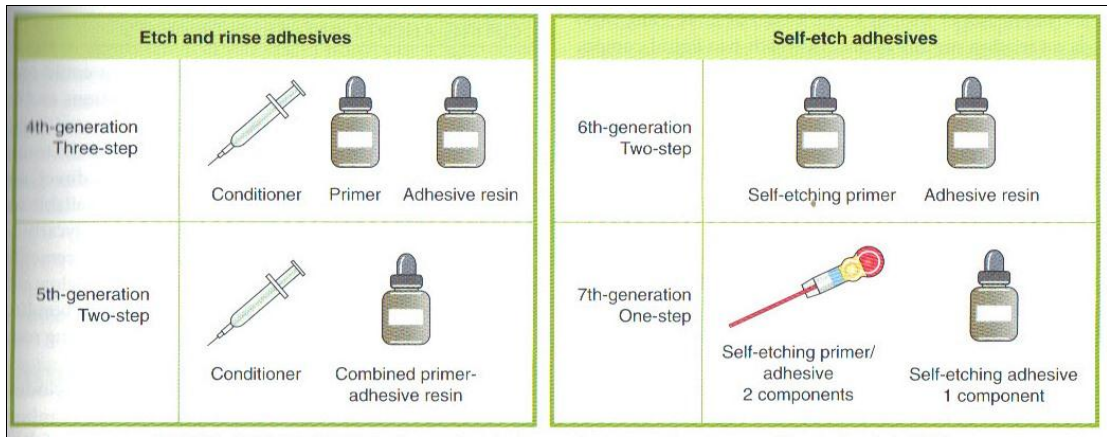 Etch and rinse adhesives
4th-generation
Three-step
Conditioner
Primer
Adhesive resin
5th-generation
Two-step
Conditioner
Combined primer-
adhesive resin
Self-etch adhesives
6th-generation
Two-step
Self-etching primer
Adhesive resin
7th-generation
One-step
Self-etching primer/
adhesive
2 components
Self-etching adhesive
1 component